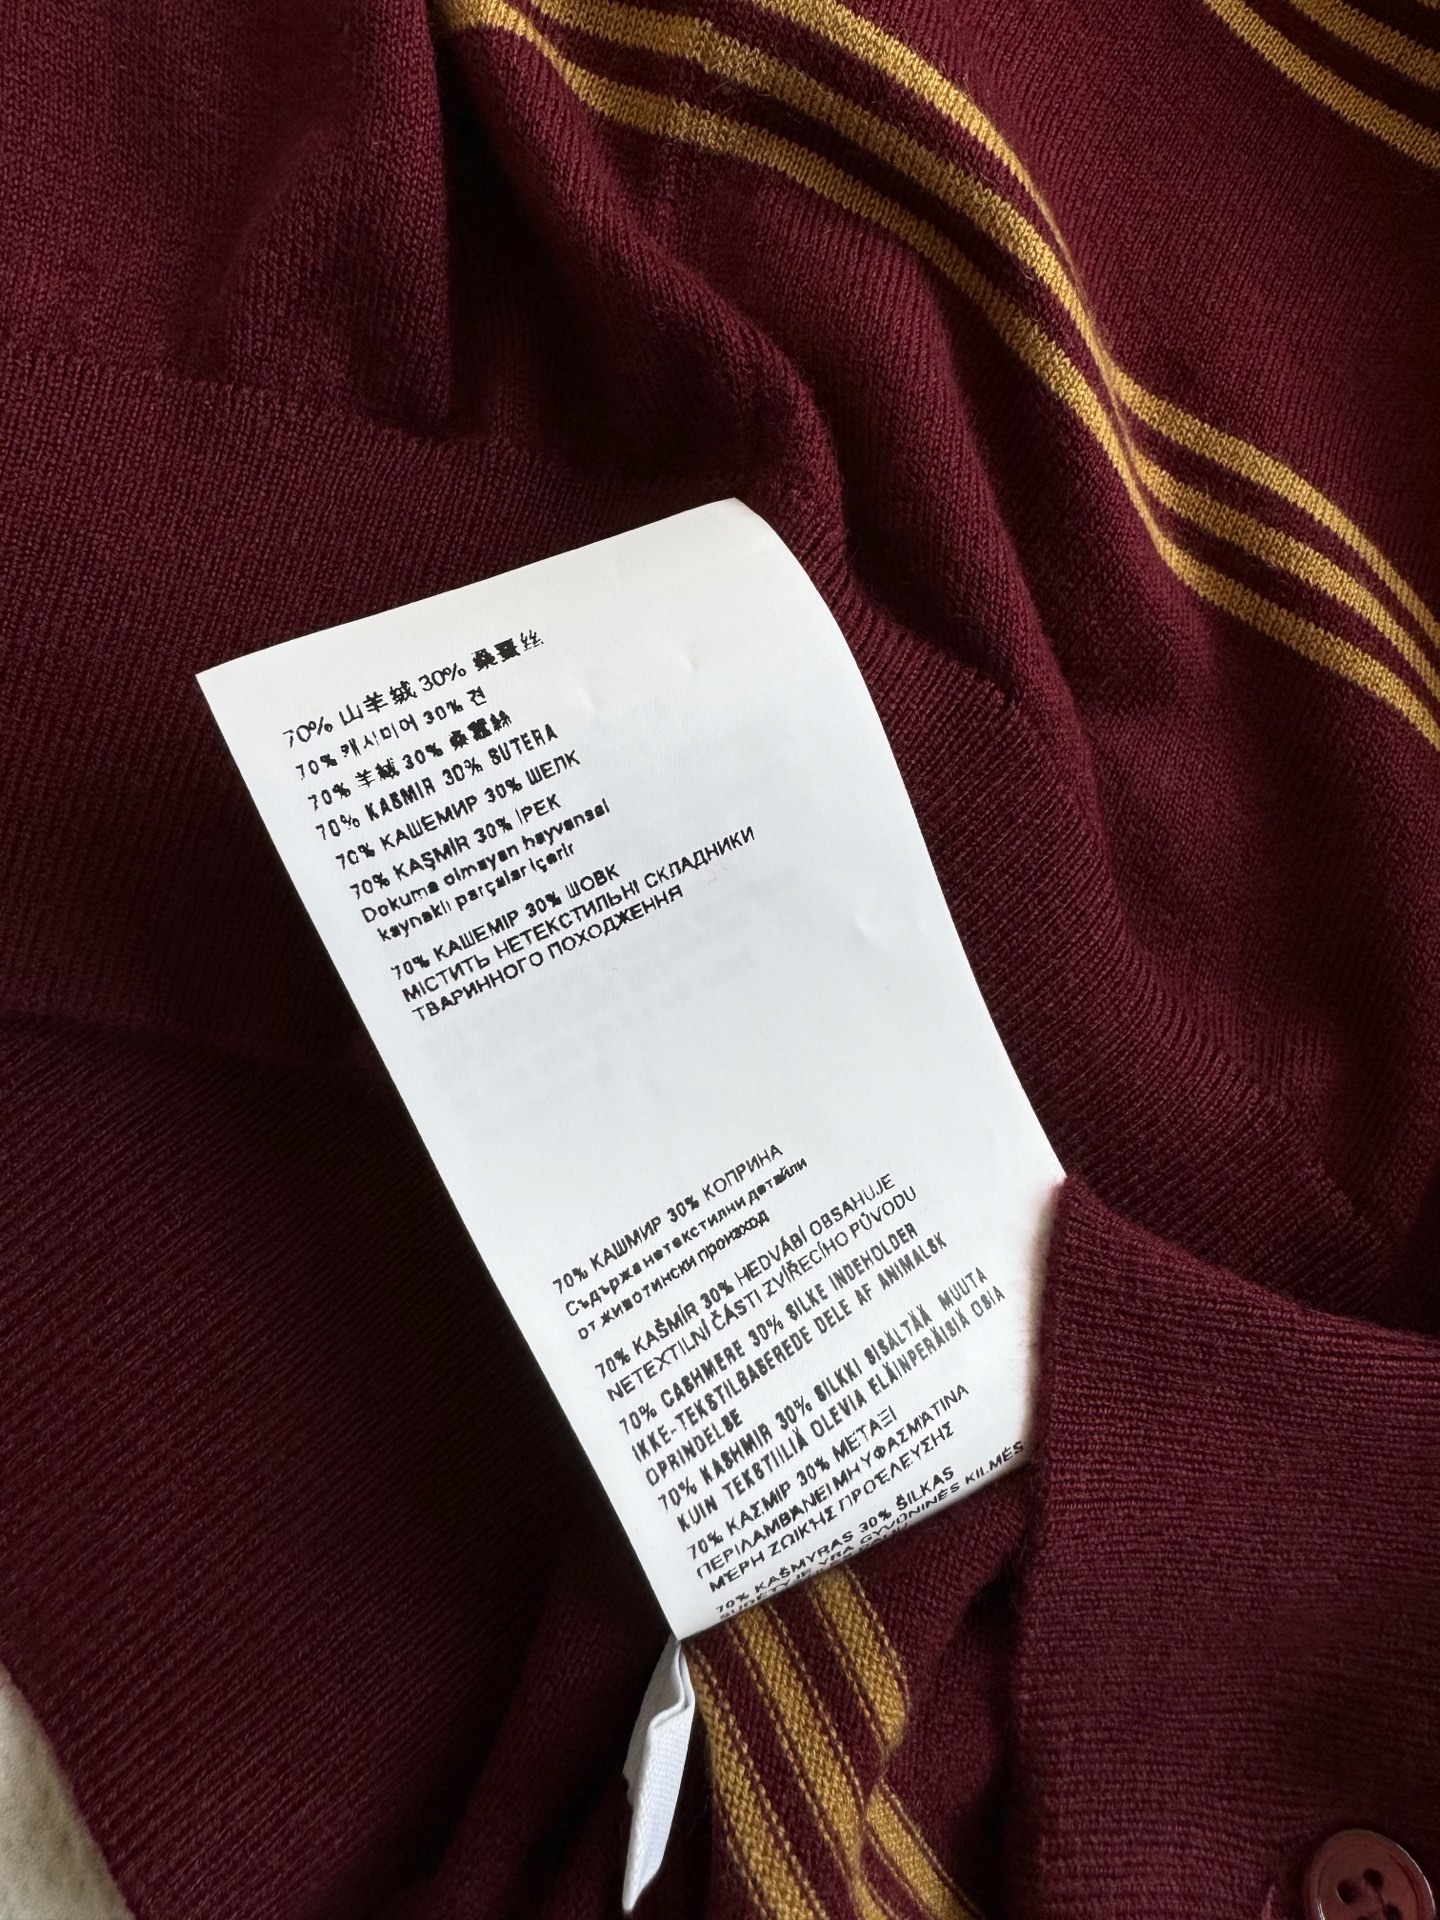 70% 山羊绒 30% 桑蚕丝
70% 캐시미어 30% 견
70% 羊絨 30% 桑蠶絲
70% KAŠMIR 30% SUTERA
70% КАШЕМИР 30% ШЕЛК
70% KAŞMİR 30% İPEK
Dokuma olmayan hayvansal
kaynaklı parçalar içerir
70% КАШЕМІР 30% ШОВК
МІСТИТЬ НЕТЕКСТИЛЬНІ СКЛАДНИКИ
ТВАРИННОГО ПОХОДЖЕННЯ
70% КАШМИР 30% КОПРИНА
Съдържа нетекстилни детайли
от животински произход
70% KAŠMÍR 30% HEDVÁBÍ OBSAHUJE
NETEXTILNÍ ČÁSTI ZVÍŘECÍHO PŮVODU
70% CASHMERE 30% SILKE INDEHOLDER
IKKE-TEKSTILBASEREDE DELE AF ANIMALSK
OPRINDELSE
70% KASHMIR 30% SILKKI SISÄLTÄÄ MUUTA
KUIN TEKSTIILIÄ OLEVIA ELÄINPERÄISIÄ OSIA
70% ΚΑΣΜΙΡ 30% ΜΕΤΑΞΙ
ΠΕΡΙΛΑΜΒΑΝΕΙ ΜΗ ΥΦΑΣΜΑΤΙΝΑ
ΜΕΡΗ ΖΩΙΚΗΣ ΠΡΟΕΛΕΥΣΗΣ
70% KAŠMYRAS 30% ŠILKAS
SUDĖTYJE YRA GYVŪNINĖS KILMĖS